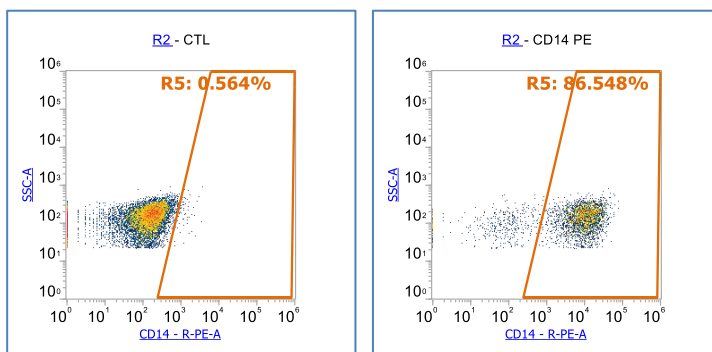 R2 - CTL
R5: 0.564%
10⁶
10⁵
10⁴
10³
10²
10¹
10⁰
SSC-A
10⁰ 10¹ 10² 10³ 10⁴ 10⁵ 10⁶
CD14 - R-PE-A
R2 - CD14 PE
R5: 86.548%
10⁶
10⁵
10⁴
10³
10²
10¹
10⁰
SSC-A
10⁰ 10¹ 10² 10³ 10⁴ 10⁵ 10⁶
CD14 - R-PE-A